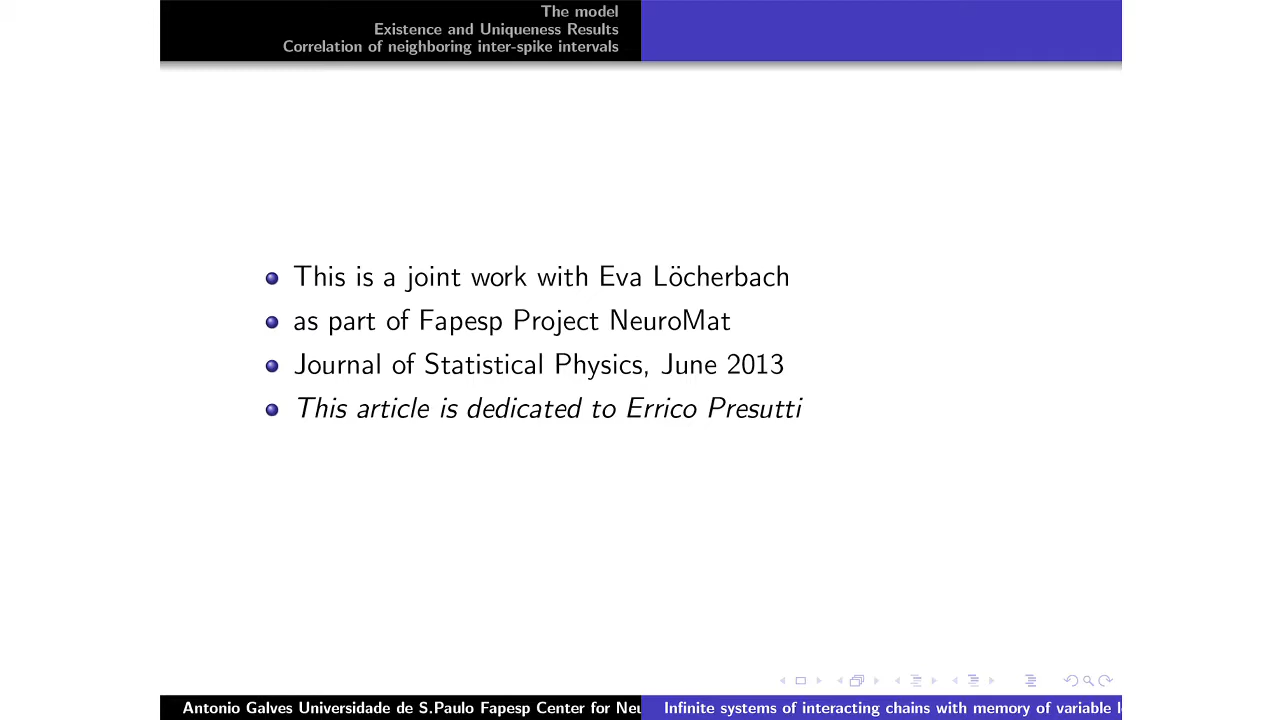 The model
Existence and Uniqueness Results
Correlation of neighboring inter-spike intervals
This is a joint work with Eva Löcherbach
as part of Fapesp Project NeuroMat
Journal of Statistical Physics, June 2013
This article is dedicated to Errico Presutti
Antonio Galves Universidade de S.Paulo Fapesp Center for Neu
Infinite systems of interacting chains with memory of variable l